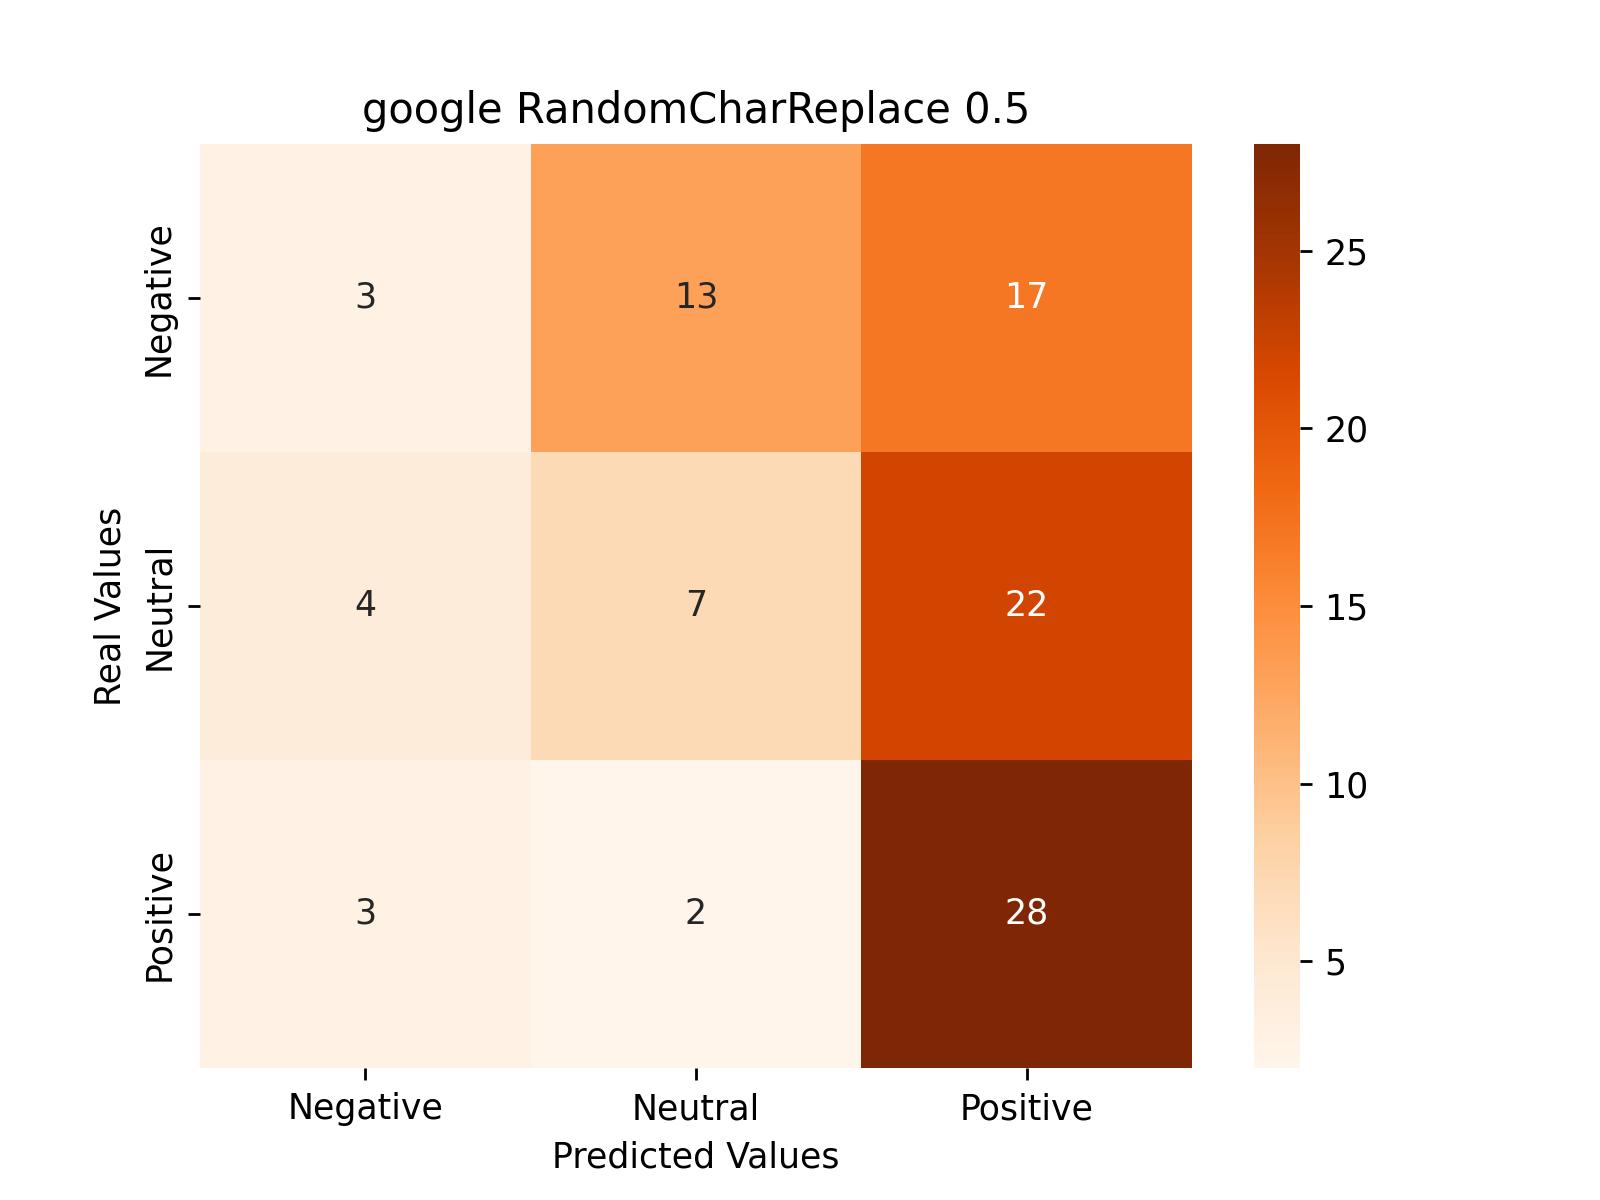 google RandomCharReplace 0.5
Real Values
Negative
3 13 17
Neutral
4 7 22
Positive
3 2 28
Negative Neutral Positive
Predicted Values
25
20
15
10
5